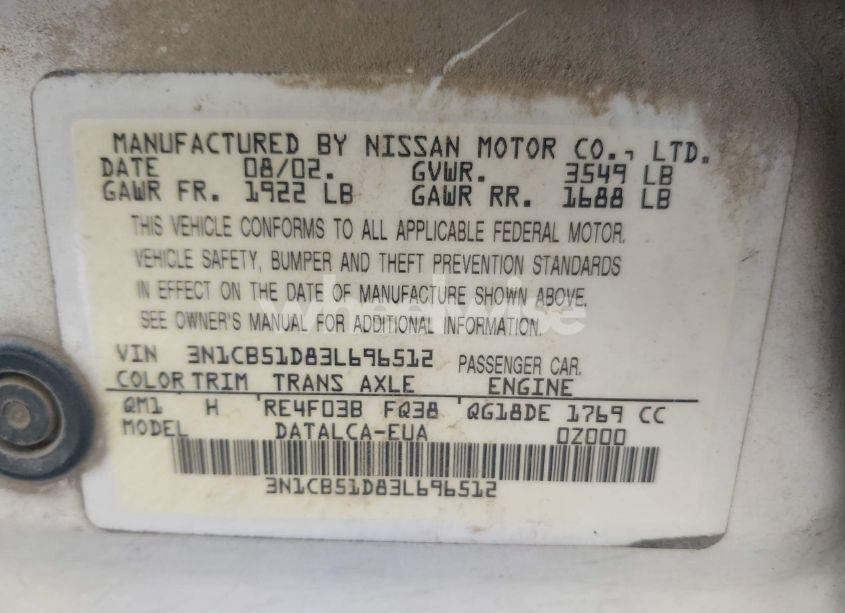 MANUFACTURED BY NISSAN MOTOR CO., LTD.
DATE 08/02. GVWR. 3549 LB
GAWR FR. 1922 LB GAWR RR. 1688 LB
THIS VEHICLE CONFORMS TO ALL APPLICABLE FEDERAL MOTOR.
VEHICLE SAFETY, BUMPER AND THEFT PREVENTION STANDARDS
IN EFFECT ON THE DATE OF MANUFACTURE SHOWN ABOVE.
SEE OWNER'S MANUAL FOR ADDITIONAL INFORMATION.
wheelwise
VIN 3N1CB51D83L696512 PASSENGER CAR.
COLOR TRIM TRANS AXLE ENGINE
QM1 H RE4F03B FQ38 QG18DE 1769 CC
MODEL DATALCA-EUA 0Z000
3N1CB51D83L696512